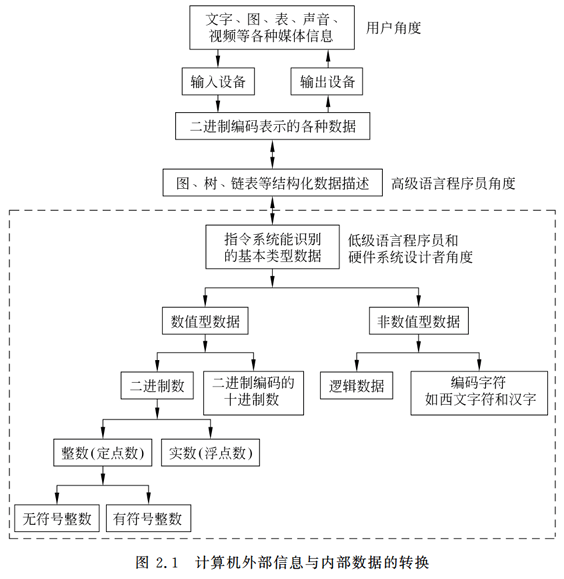 文字、图、表、声音、
视频等各种媒体信息
用户角度
输入设备
输出设备
二进制编码表示的各种数据
图、树、链表等结构化数据描述
高级语言程序员角度
指令系统能识别
的基本类型数据
低级语言程序员和
硬件系统设计者角度
数值型数据
非数值型数据
二进制数
二进制编码的
十进制数
逻辑数据
编码字符
如西文字符和汉字
整数(定点数)
实数(浮点数)
无符号整数
有符号整数
图 2.1 计算机外部信息与内部数据的转换